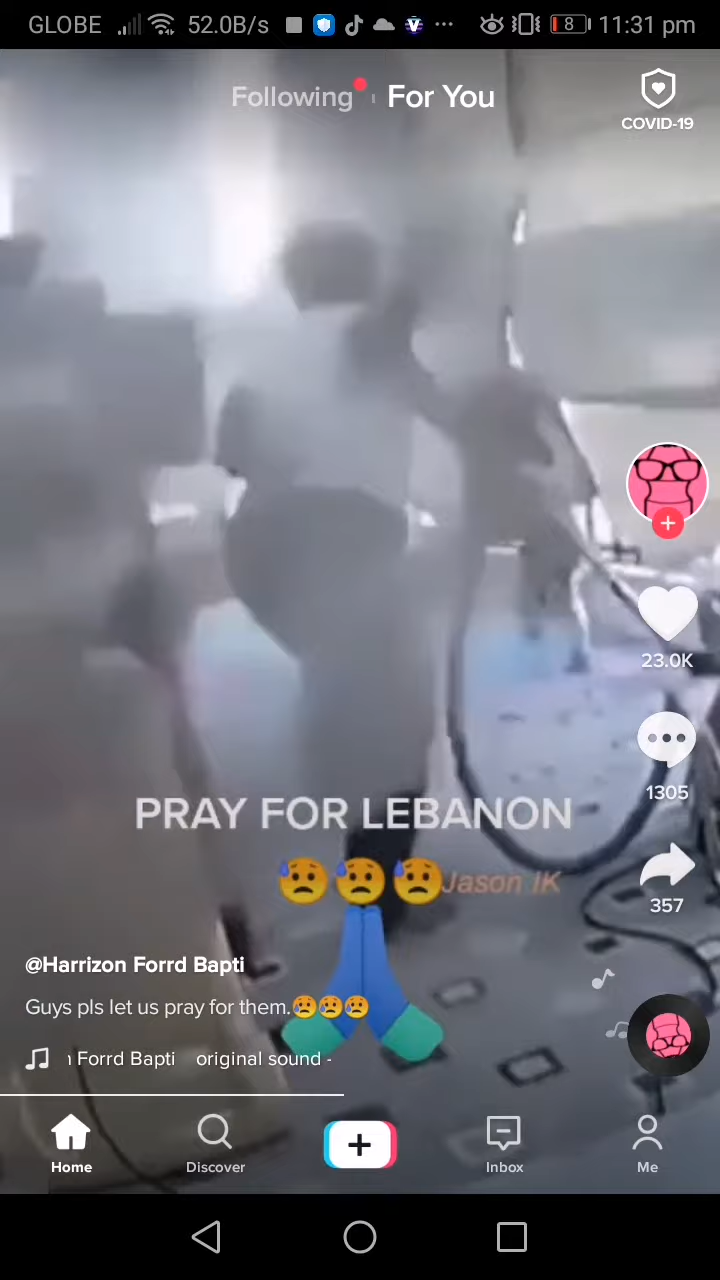 GLOBE 52.0B/s V 8 11:31 pm
Following For You
COVID-19
23.0K
PRAY FOR LEBANON
1305
Jason IK
357
@Harrizon Forrd Bapti
Guys pls let us pray for them.😥😥😥
Forrd Bapti original sound -
Home Discover Inbox Me